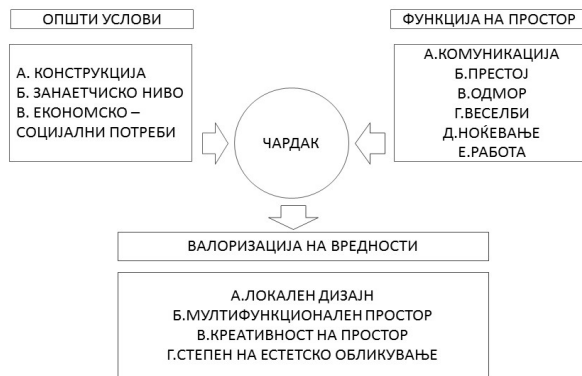 ОПШТИ УСЛОВИ
А. КОНСТРУКЦИЈА
Б. ЗАНАЕТЧИСКО НИВО
В. ЕКОНОМСКО –
СОЦИЈАЛНИ ПОТРЕБИ
ЧАРДАК
ФУНКЦИЈА НА ПРОСТОР
А.КОМУНИКАЦИЈА
Б.ПРЕСТОЈ
В.ОДМОР
Г.ВЕСЕЛБИ
Д.НОЌЕВАЊЕ
Е.РАБОТА
ВАЛОРИЗАЦИЈА НА ВРЕДНОСТИ
А.ЛОКАЛЕН ДИЗАЈН
Б.МУЛТИФУНКЦИОНАЛЕН ПРОСТОР
В.КРЕАТИВНОСТ НА ПРОСТОР
Г.СТЕПЕН НА ЕСТЕТСКО ОБЛИКУВАЊЕ